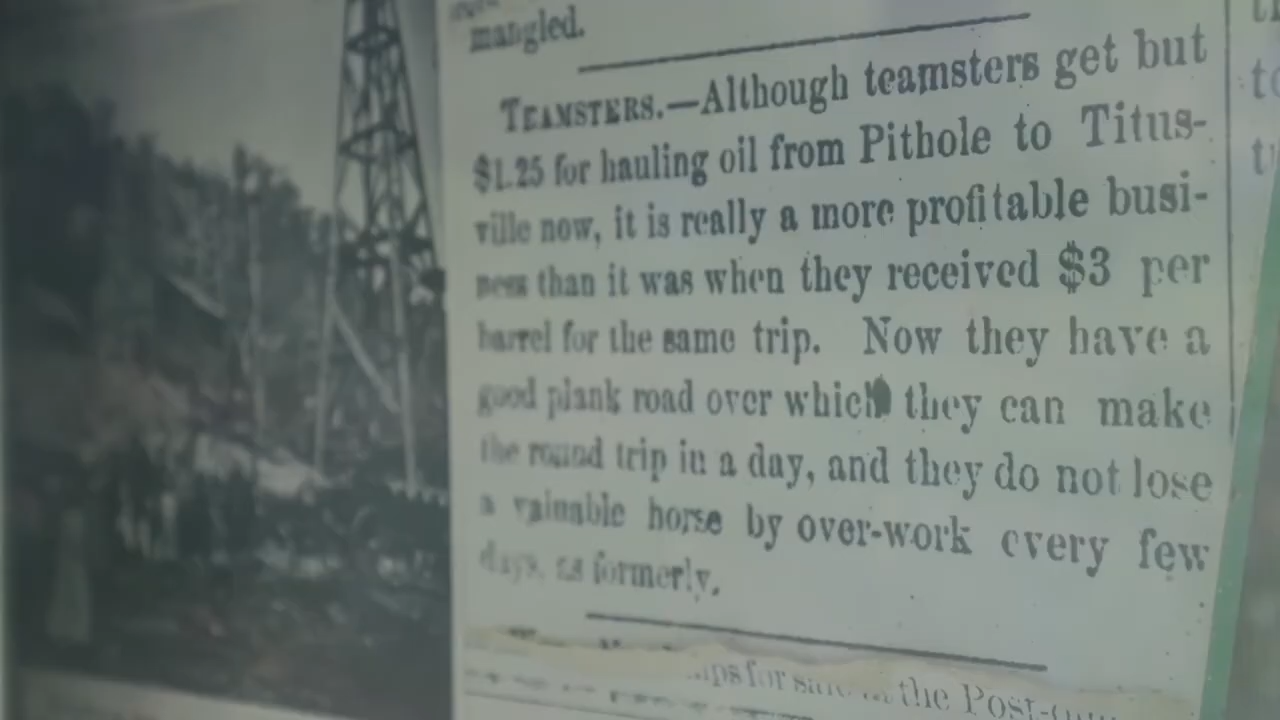 mangled.
TEAMSTERS.—Although teamsters get but
$1.25 for hauling oil from Pithole to Titus-
ville now, it is really a more profitable busi-
ness than it was when they received $3 per
barrel for the same trip. Now they have a
good plank road over which they can make
the round trip in a day, and they do not lose
a valuable horse by over-work every few
days, as formerly.
for the Post-